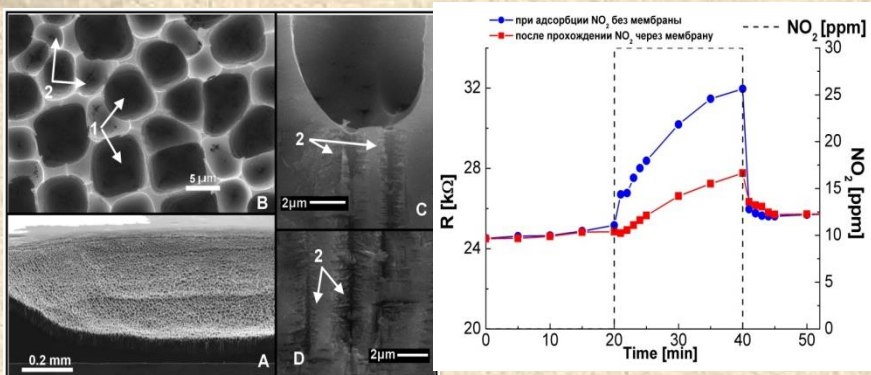 2
1
5 µm
B
0.2 mm
A
2
2µm
C
2
2µm
D
при адсорбции NO₂ без мембраны
после прохождении NO₂ через мембрану
NO₂ [ppm]
R [kΩ]
32
28
24
20
0 10 20 30 40 50
Time [min]
30
25
20
15
10
5
0
NO₂ [ppm]